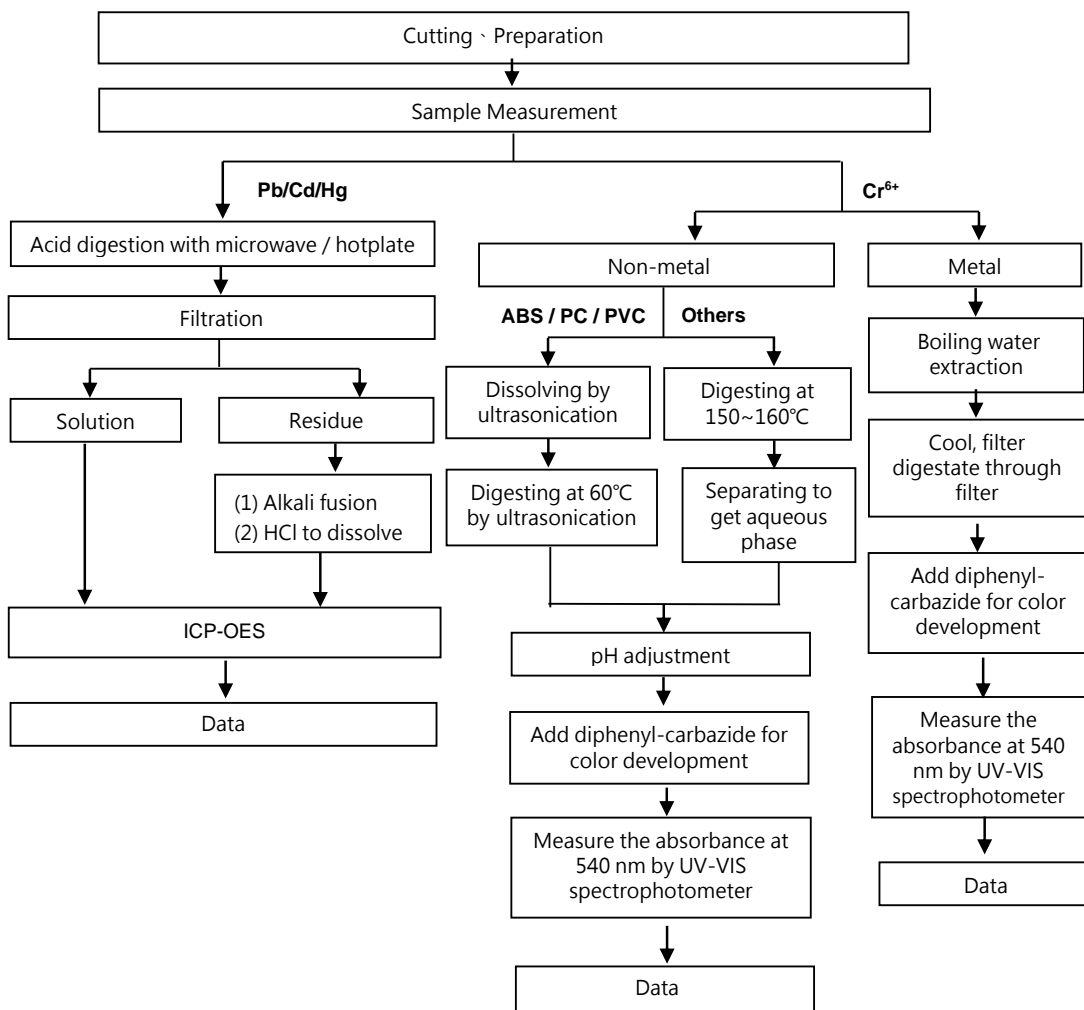 Cutting、Preparation
Sample Measurement
Pb/Cd/Hg
Cr⁶⁺
Acid digestion with microwave / hotplate
Filtration
Solution
Residue
(1) Alkali fusion
(2) HCl to dissolve
ICP-OES
Data
Non-metal
ABS / PC / PVC
Others
Dissolving by
ultrasonication
Digesting at
150~160℃
Digesting at 60℃
by ultrasonication
Separating to
get aqueous
phase
pH adjustment
Add diphenyl-carbazide for
color development
Measure the absorbance at
540 nm by UV-VIS
spectrophotometer
Data
Metal
Boiling water
extraction
Cool, filter
digestate through
filter
Add diphenyl-
carbazide for color
development
Measure the
absorbance at 540
nm by UV-VIS
spectrophotometer
Data